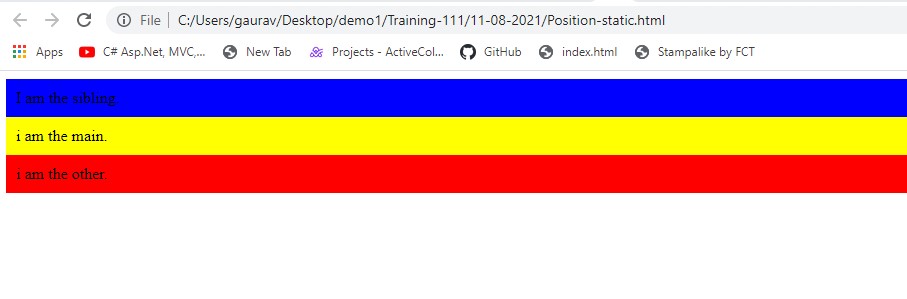 File | C:/Users/gaurav/Desktop/demo1/Training-111/11-08-2021/Position-static.html
Apps C# Asp.Net, MVC,... New Tab Projects - ActiveCol... GitHub index.html Stampalike by FCT
I am the sibling.
i am the main.
i am the other.